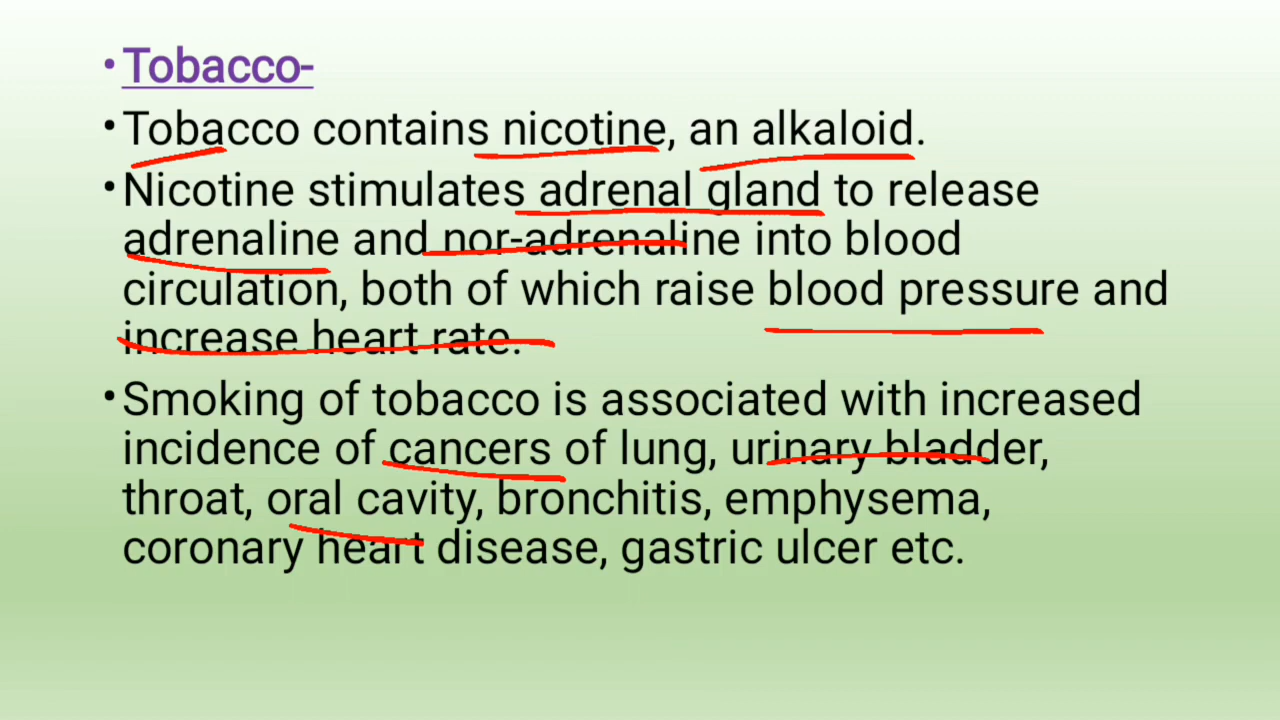 • Tobacco-
• Tobacco contains nicotine, an alkaloid.
• Nicotine stimulates adrenal gland to release
adrenaline and nor-adrenaline into blood
circulation, both of which raise blood pressure and
increase heart rate.
• Smoking of tobacco is associated with increased
incidence of cancers of lung, urinary bladder,
throat, oral cavity, bronchitis, emphysema,
coronary heart disease, gastric ulcer etc.